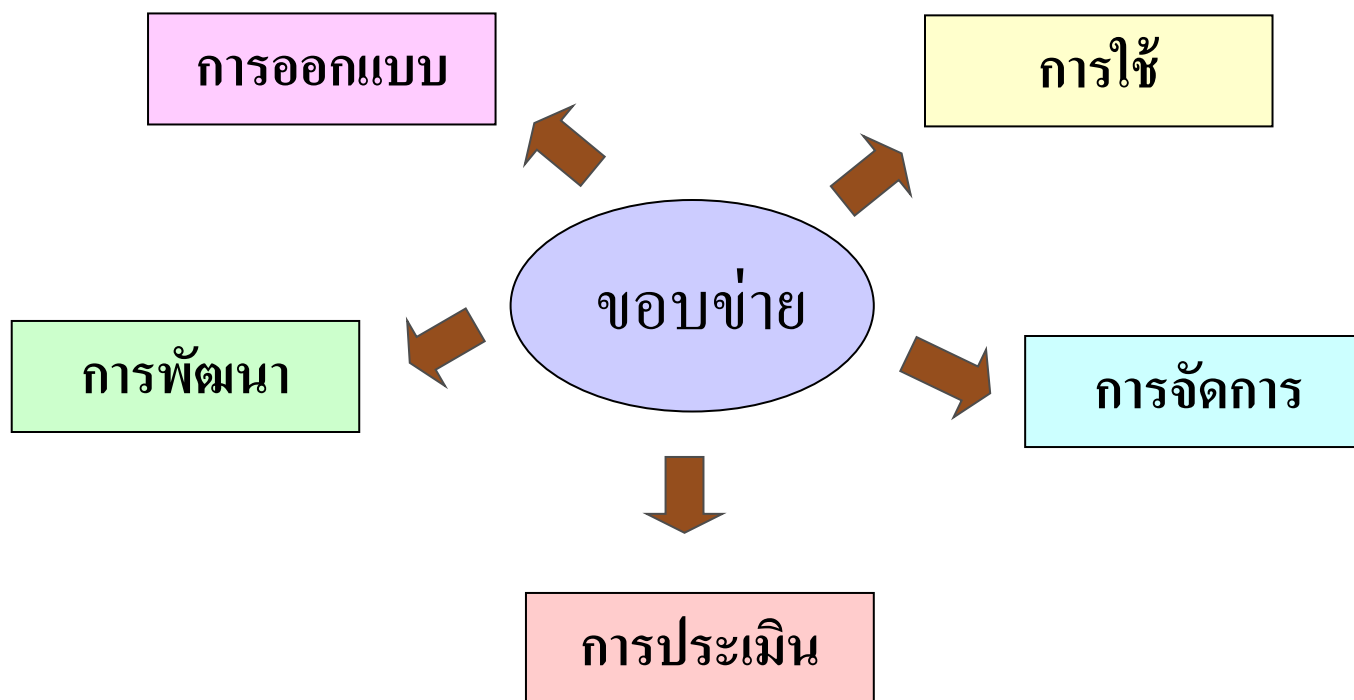 การออกแบบ
การใช้
ขอบข่าย
การพัฒนา
การจัดการ
การประเมิน